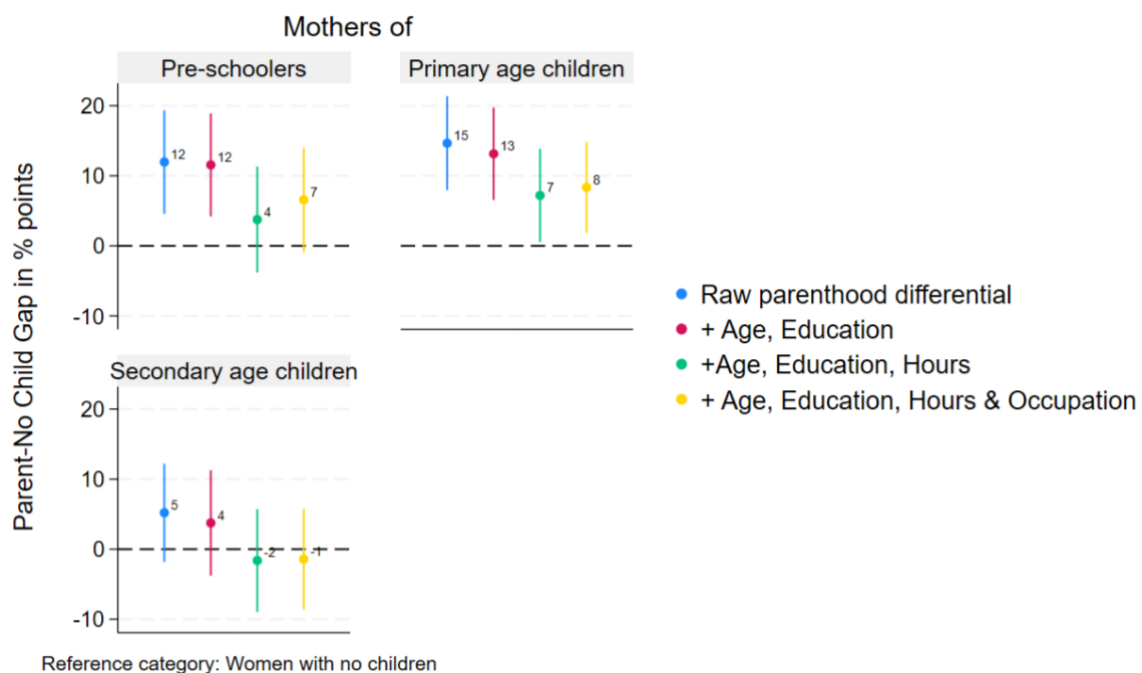 Mothers of
Pre-schoolers
Primary age children
Parent-No Child Gap in % points
20
10
0
-10
12
12
4
7
15
13
7
8
Secondary age children
20
10
0
-10
5
4
-2
-1
Raw parenthood differential
+ Age, Education
+Age, Education, Hours
+ Age, Education, Hours & Occupation
Reference category: Women with no children